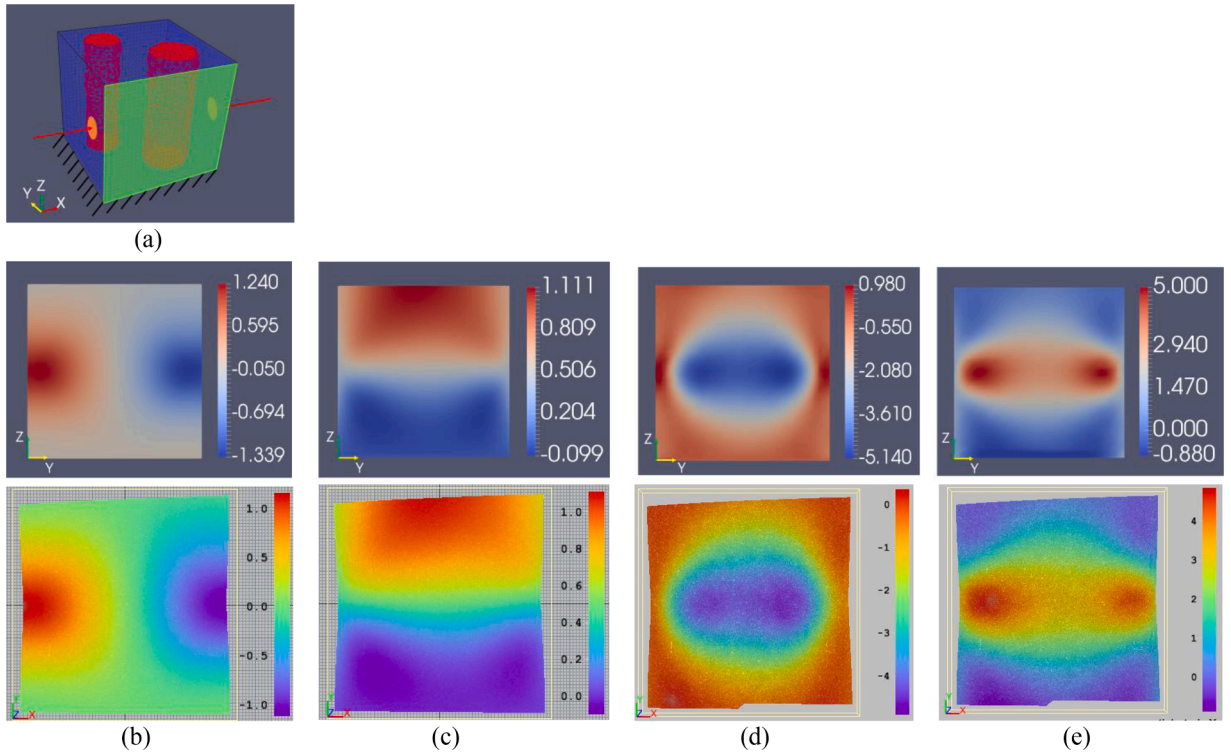 Z
Y
X
(a)
1.240
0.595
-0.050
-0.694
-1.339
Z
Y
1.111
0.809
0.506
0.204
-0.099
Z
Y
0.980
-0.550
-2.080
-3.610
-5.140
Z
Y
5.000
2.940
1.470
0.000
-0.880
Z
Y
1.0
0.5
0.0
-0.5
-1.0
Y
Z X
(b)
1.0
0.8
0.6
0.4
0.2
0.0
Y
Z X
(c)
0
-1
-2
-3
-4
Y
Z X
(d)
4
3
2
1
0
Y
Z X
(e)